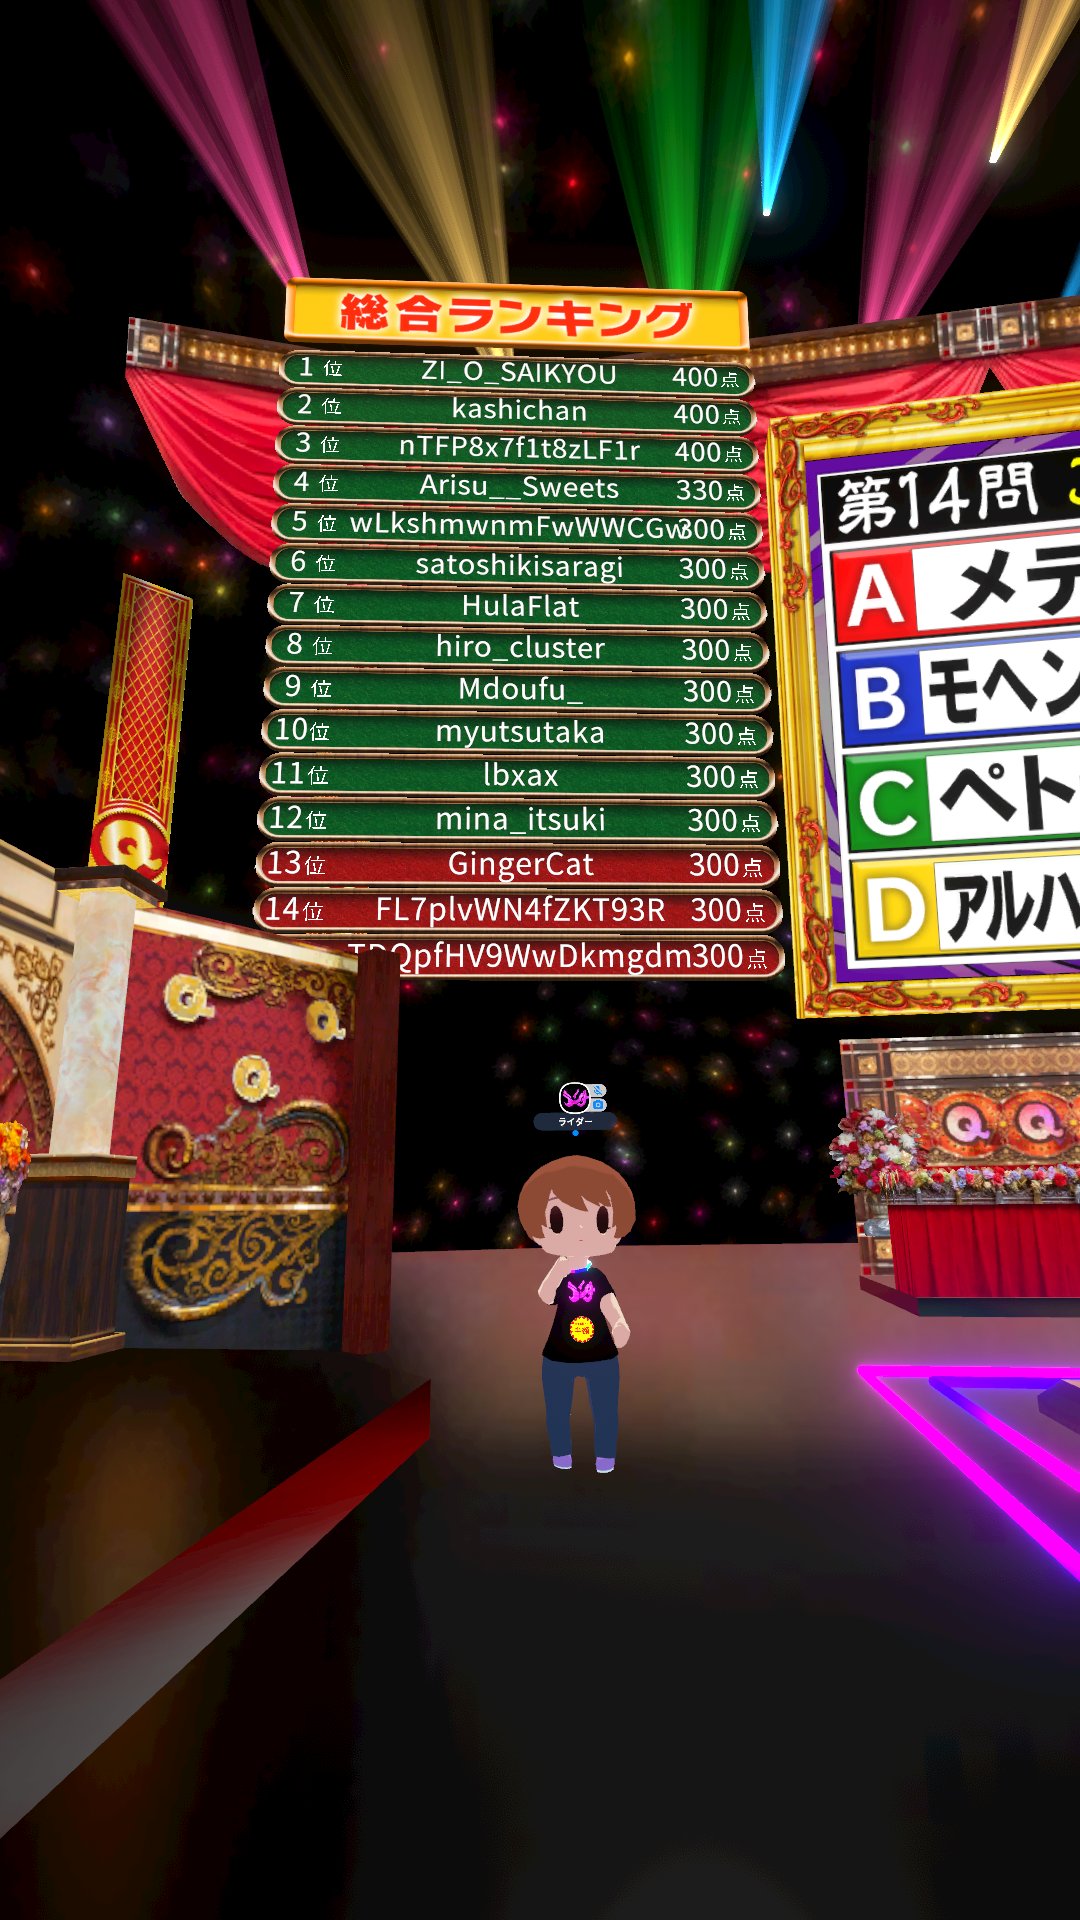 総合ランキング
1位 ZI_O_SAIKYOU 400点
2位 kashichan 400点
3位 nTFP8x7f1t8zLF1r 400点
4位 Arisu__Sweets 330点
5位 wLkshmwnmFwWWCGw300点
6位 satoshikisaragi 300点
7位 HulaFlat 300点
8位 hiro_cluster 300点
9位 Mdoufu_ 300点
10位 myutsutaka 300点
11位 lbxax 300点
12位 mina_itsuki 300点
13位 GingerCat 300点
14位 FL7plvWN4fZKT93R 300点
TDQpfHV9WwDkmgdm300点
第14問
A メデ
B モヘン
C ペト
D アルハ
Q
Q
Q
Q
Q Q
ライダー